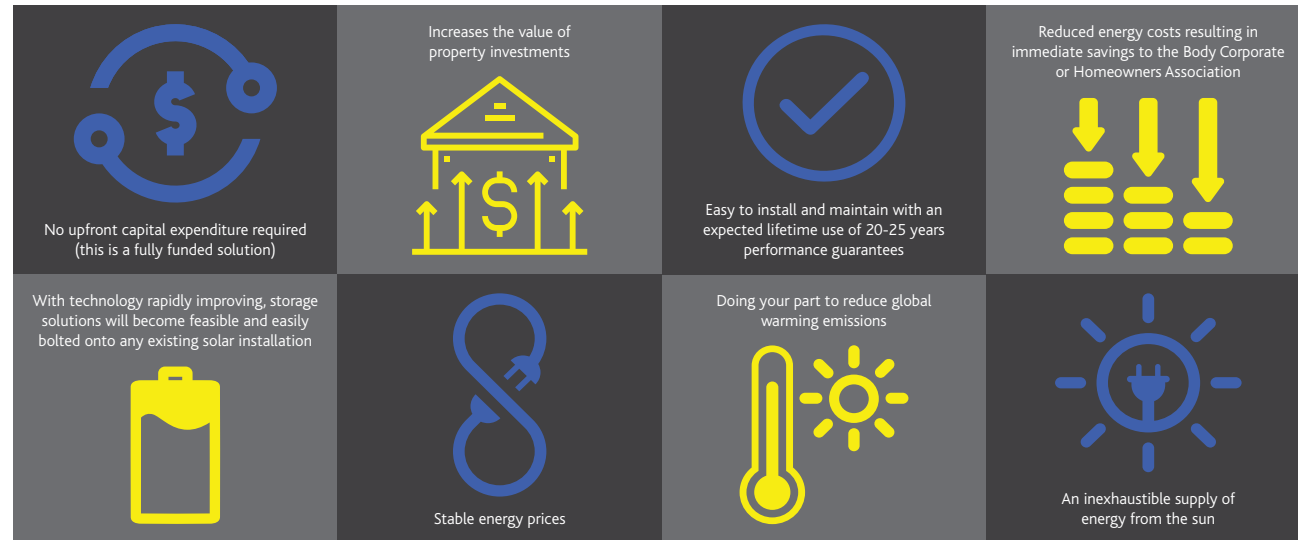 No upfront capital expenditure required
(this is a fully funded solution)
Increases the value of
property investments
Easy to install and maintain with an
expected lifetime use of 20-25 years
performance guarantees
Reduced energy costs resulting in
immediate savings to the Body Corporate
or Homeowners Association
With technology rapidly improving, storage
solutions will become feasible and easily
bolted onto any existing solar installation
Stable energy prices
Doing your part to reduce global
warming emissions
An inexhaustible supply of
energy from the sun